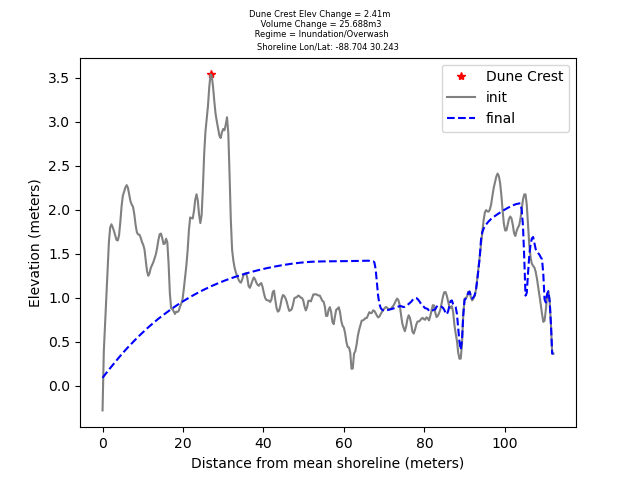 Dune Crest Elev Change = 2.41m
Volume Change = 25.688m3
Regime = Inundation/Overwash
Shoreline Lon/Lat: -88.704 30.243
Dune Crest
init
final
Elevation (meters)
3.5
3.0
2.5
2.0
1.5
1.0
0.5
0.0
0 20 40 60 80 100
Distance from mean shoreline (meters)